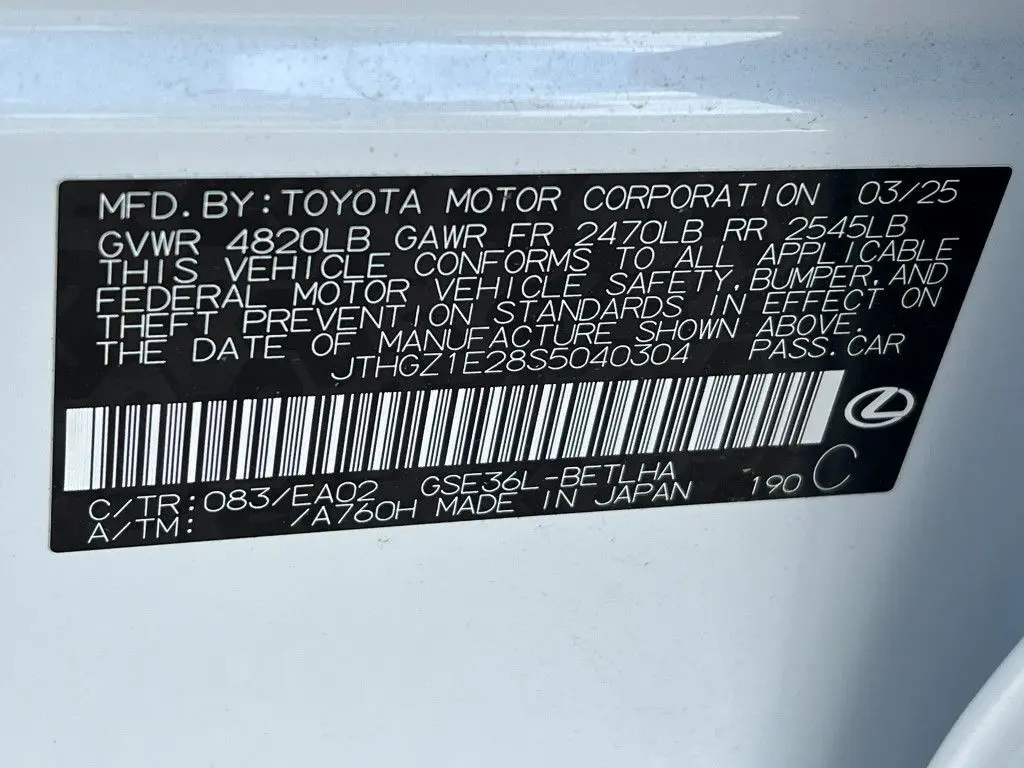 MFD.BY:TOYOTA MOTOR CORPORATION 03/25
GVWR 4820LB GAWR FR 2470LB RR 2545LB
THIS VEHICLE CONFORMS TO ALL APPLICABLE
FEDERAL MOTOR VEHICLE SAFETY,BUMPER,AND
THEFT PREVENTION STANDARDS IN EFFECT ON
THE DATE OF MANUFACTURE SHOWN ABOVE.
JTHGZ1E28S5040304 PASS.CAR
C/TR:083/EA02 GSE36L-BETLHA 190 C
A/TM: /A760H MADE IN JAPAN